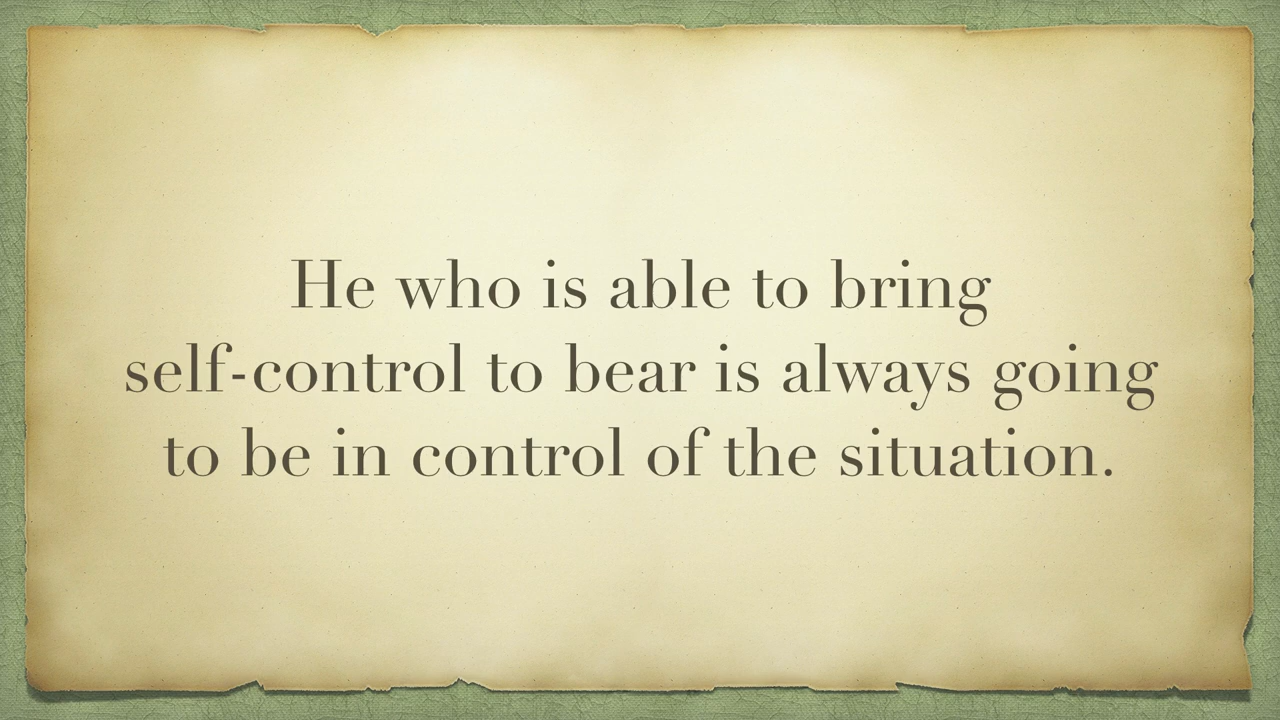 He who is able to bring
self-control to bear is always going
to be in control of the situation.